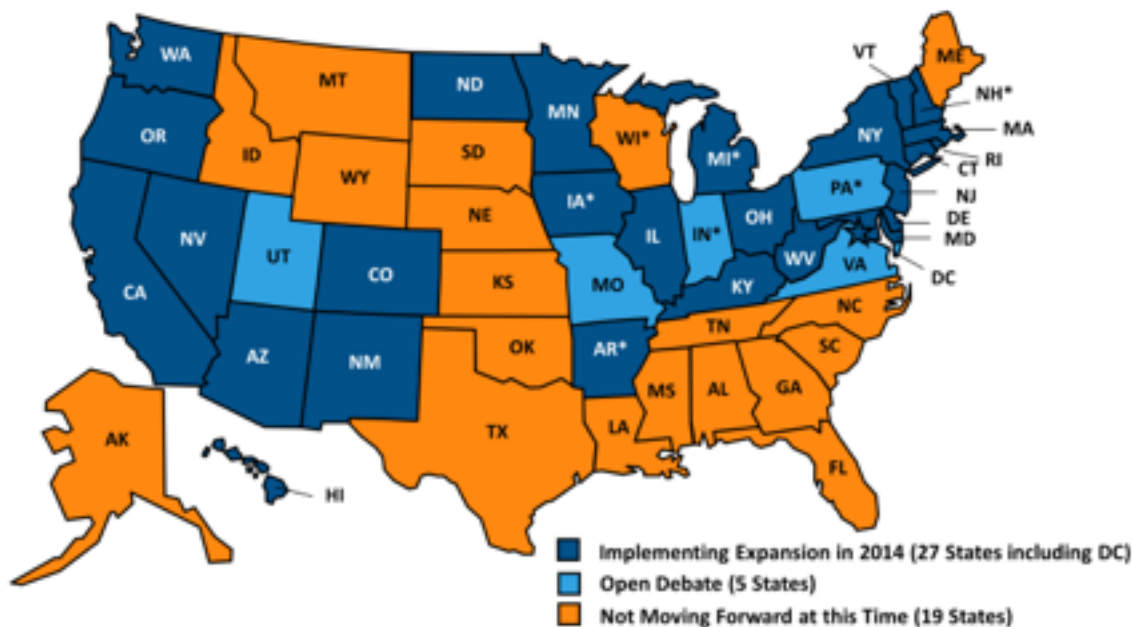 WA
MT
ND
MN
VT
ME
NH*
MA
RI
CT
NJ
DE
MD
DC
OR
ID
WY
SD
WI*
MI*
NY
PA*
NE
IA*
IL
IN*
OH
WV
VA
NV
UT
CO
KS
MO
KY
CA
AZ
NM
OK
AR*
TN
NC
SC
MS
AL
GA
TX
LA
FL
AK
HI
Implementing Expansion in 2014 (27 States including DC)
Open Debate (5 States)
Not Moving Forward at this Time (19 States)